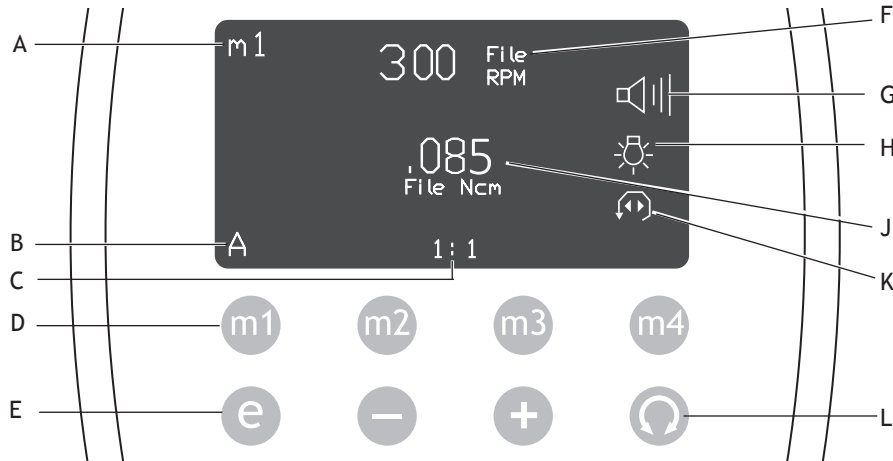 F
A
m1
300 File
RPM
G
H
.085
File Ncm
J
B
A
1:1
K
C
D
m1 m2 m3 m4
E
e − +
L